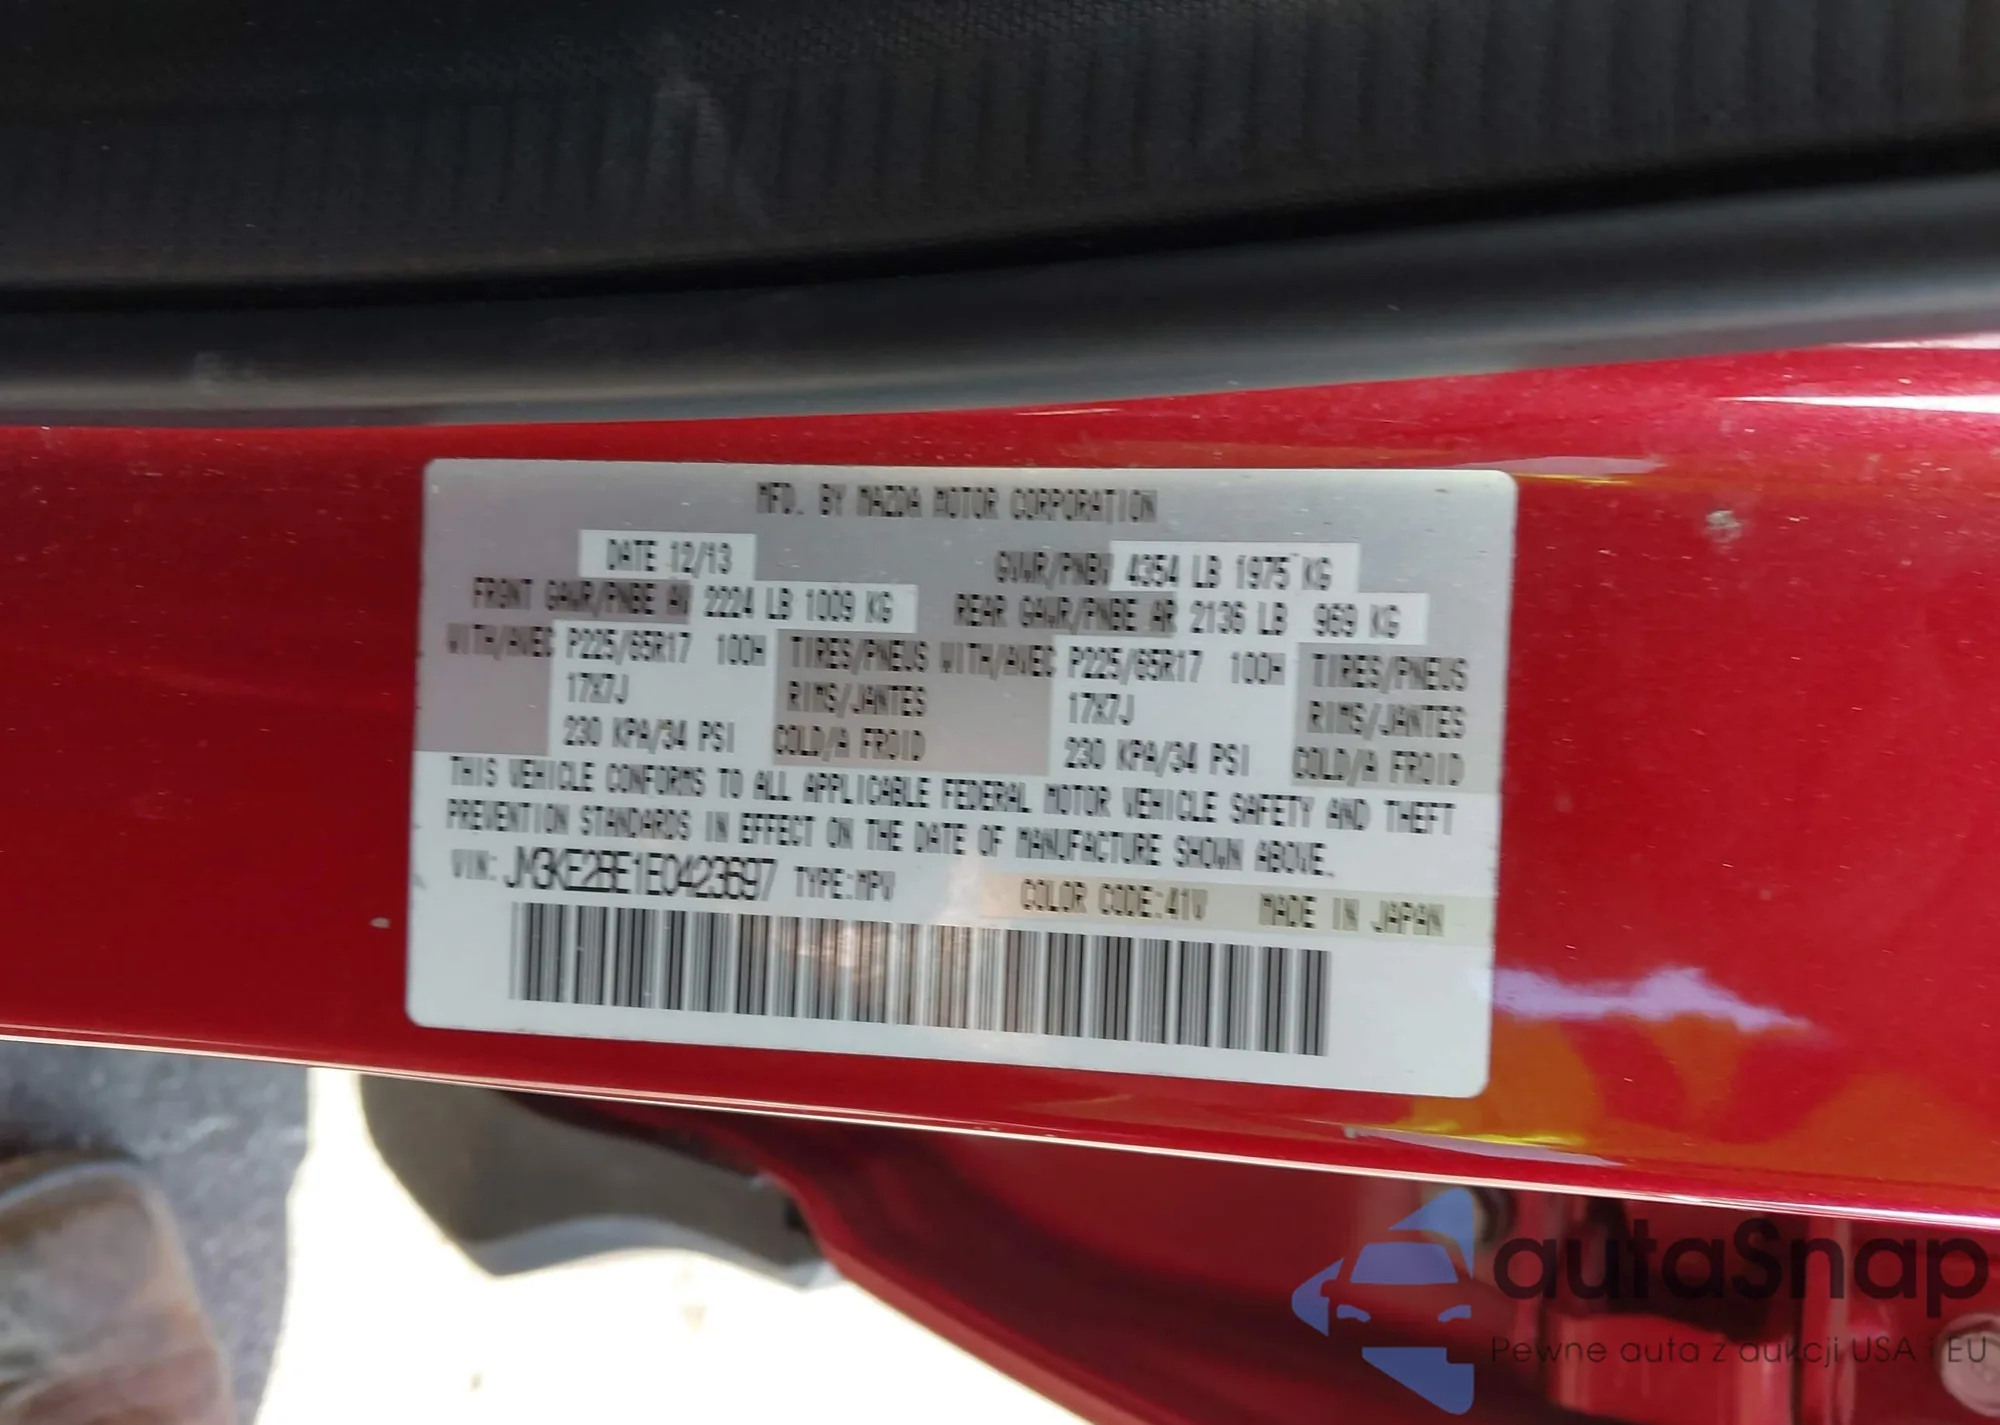 MFD. BY MAZDA MOTOR CORPORATION
DATE 12/13 GVWR/PNBV 4354 LB 1975 KG
FRONT GAWR/PNBE AV 2224 LB 1009 KG REAR GAWR/PNBE AR 2136 LB 969 KG
WITH/AVEC P225/65R17 100H TIRES/PNEUS WITH/AVEC P225/65R17 100H TIRES/PNEUS
17X7J RIMS/JANTES 17X7J RIMS/JANTES
230 KPA/34 PSI COLD/A FROID 230 KPA/34 PSI COLD/A FROID
THIS VEHICLE CONFORMS TO ALL APPLICABLE FEDERAL MOTOR VEHICLE SAFETY AND THEFT
PREVENTION STANDARDS IN EFFECT ON THE DATE OF MANUFACTURE SHOWN ABOVE.
VIN: JM3KE2BE1E0423697 TYPE:MPV COLOR CODE:41V MADE IN JAPAN
autaSnap
Pewne auta z aukcji USA i EU